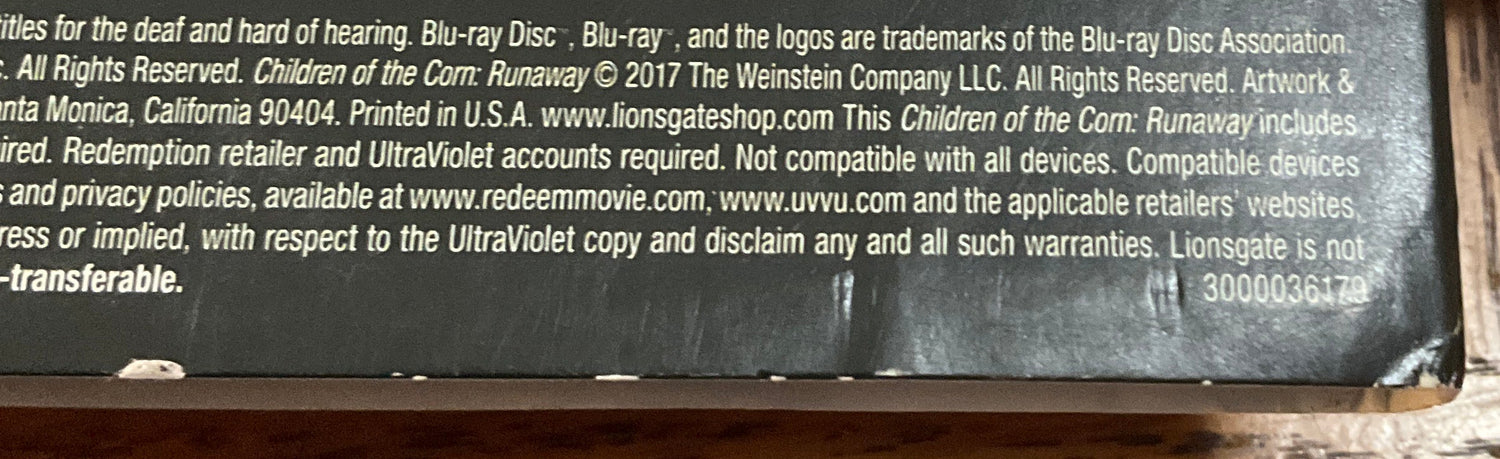 titles for the deaf and hard of hearing. Blu-ray Disc™, Blu-ray™, and the logos are trademarks of the Blu-ray Disc Association.
. All Rights Reserved. Children of the Corn: Runaway © 2017 The Weinstein Company LLC. All Rights Reserved. Artwork &
anta Monica, California 90404. Printed in U.S.A. www.lionsgateshop.com This Children of the Corn: Runaway includes
ired. Redemption retailer and UltraViolet accounts required. Not compatible with all devices. Compatible devices
s and privacy policies, available at www.redeemmovie.com, www.uvvu.com and the applicable retailers' websites,
ress or implied, with respect to the UltraViolet copy and disclaim any and all such warranties. Lionsgate is not
-transferable.
3000036179